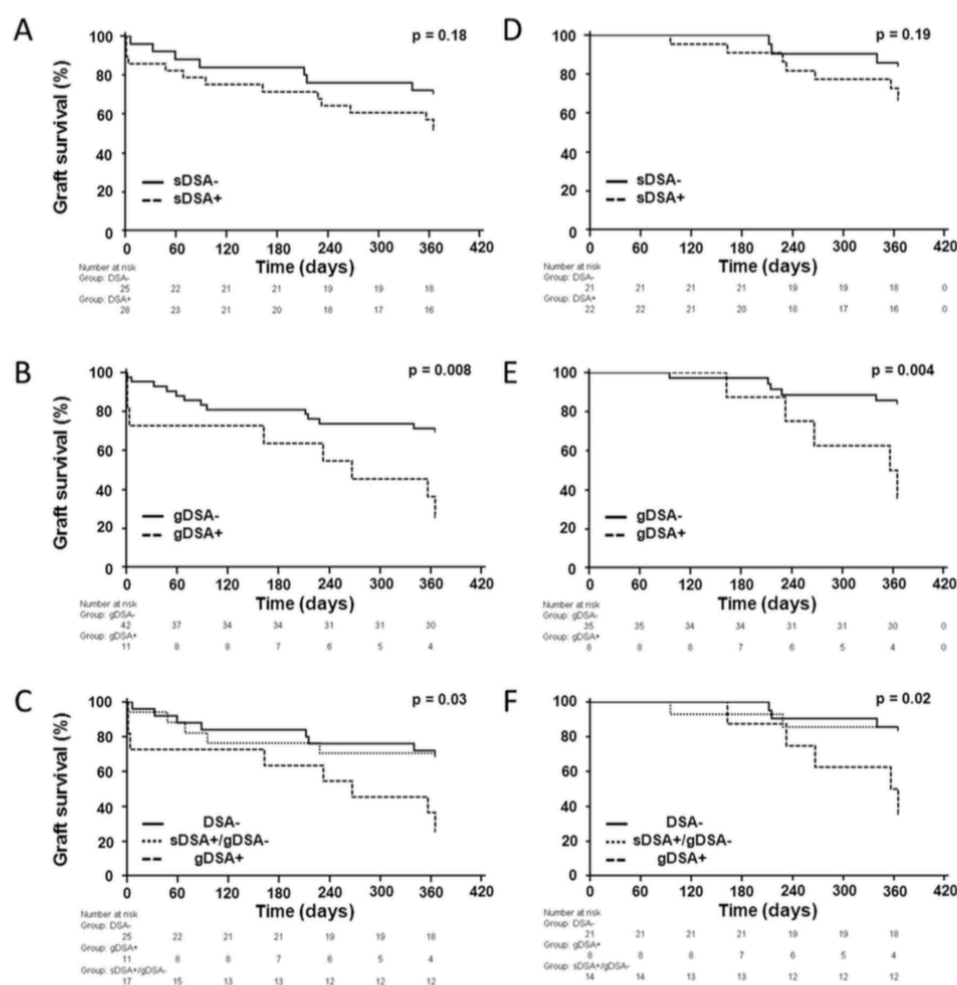 A
p = 0.18
Graft survival (%)
100
80
60
40
20
0
sDSA-
sDSA+
0 60 120 180 240 300 360 420
Time (days)
Number at risk
Group: DSA-
25 22 21 21 19 19 18
Group: DSA+
28 23 21 20 18 17 16
D
p = 0.19
100
80
60
40
20
0
sDSA-
sDSA+
0 60 120 180 240 300 360 420
Time (days)
Number at risk
Group: DSA-
21 21 21 21 19 19 18 0
Group: DSA+
22 22 21 20 18 17 16 0
B
p = 0.008
Graft survival (%)
100
80
60
40
20
0
gDSA-
gDSA+
0 60 120 180 240 300 360 420
Time (days)
Number at risk
Group: gDSA-
42 37 34 34 31 31 30
Group: gDSA+
11 8 8 7 6 5 4
E
p = 0.004
100
80
60
40
20
0
gDSA-
gDSA+
0 60 120 180 240 300 360 420
Time (days)
Number at risk
Group: gDSA-
35 35 34 34 31 31 30 0
Group: gDSA+
8 8 8 7 6 5 4 0
C
p = 0.03
Graft survival (%)
100
80
60
40
20
0
DSA-
sDSA+/gDSA-
gDSA+
0 60 120 180 240 300 360 420
Time (days)
Number at risk
Group: DSA-
25 22 21 21 19 19 18
Group: gDSA+
11 8 8 7 6 5 4
Group: sDSA+/gDSA-
17 15 13 13 12 12 12
F
p = 0.02
100
80
60
40
20
0
DSA-
sDSA+/gDSA-
gDSA+
0 60 120 180 240 300 360 420
Time (days)
Number at risk
Group: DSA-
21 21 21 21 19 19 18
Group: gDSA+
8 8 8 7 6 5 4
Group: sDSA+/gDSA-
14 14 13 13 12 12 12